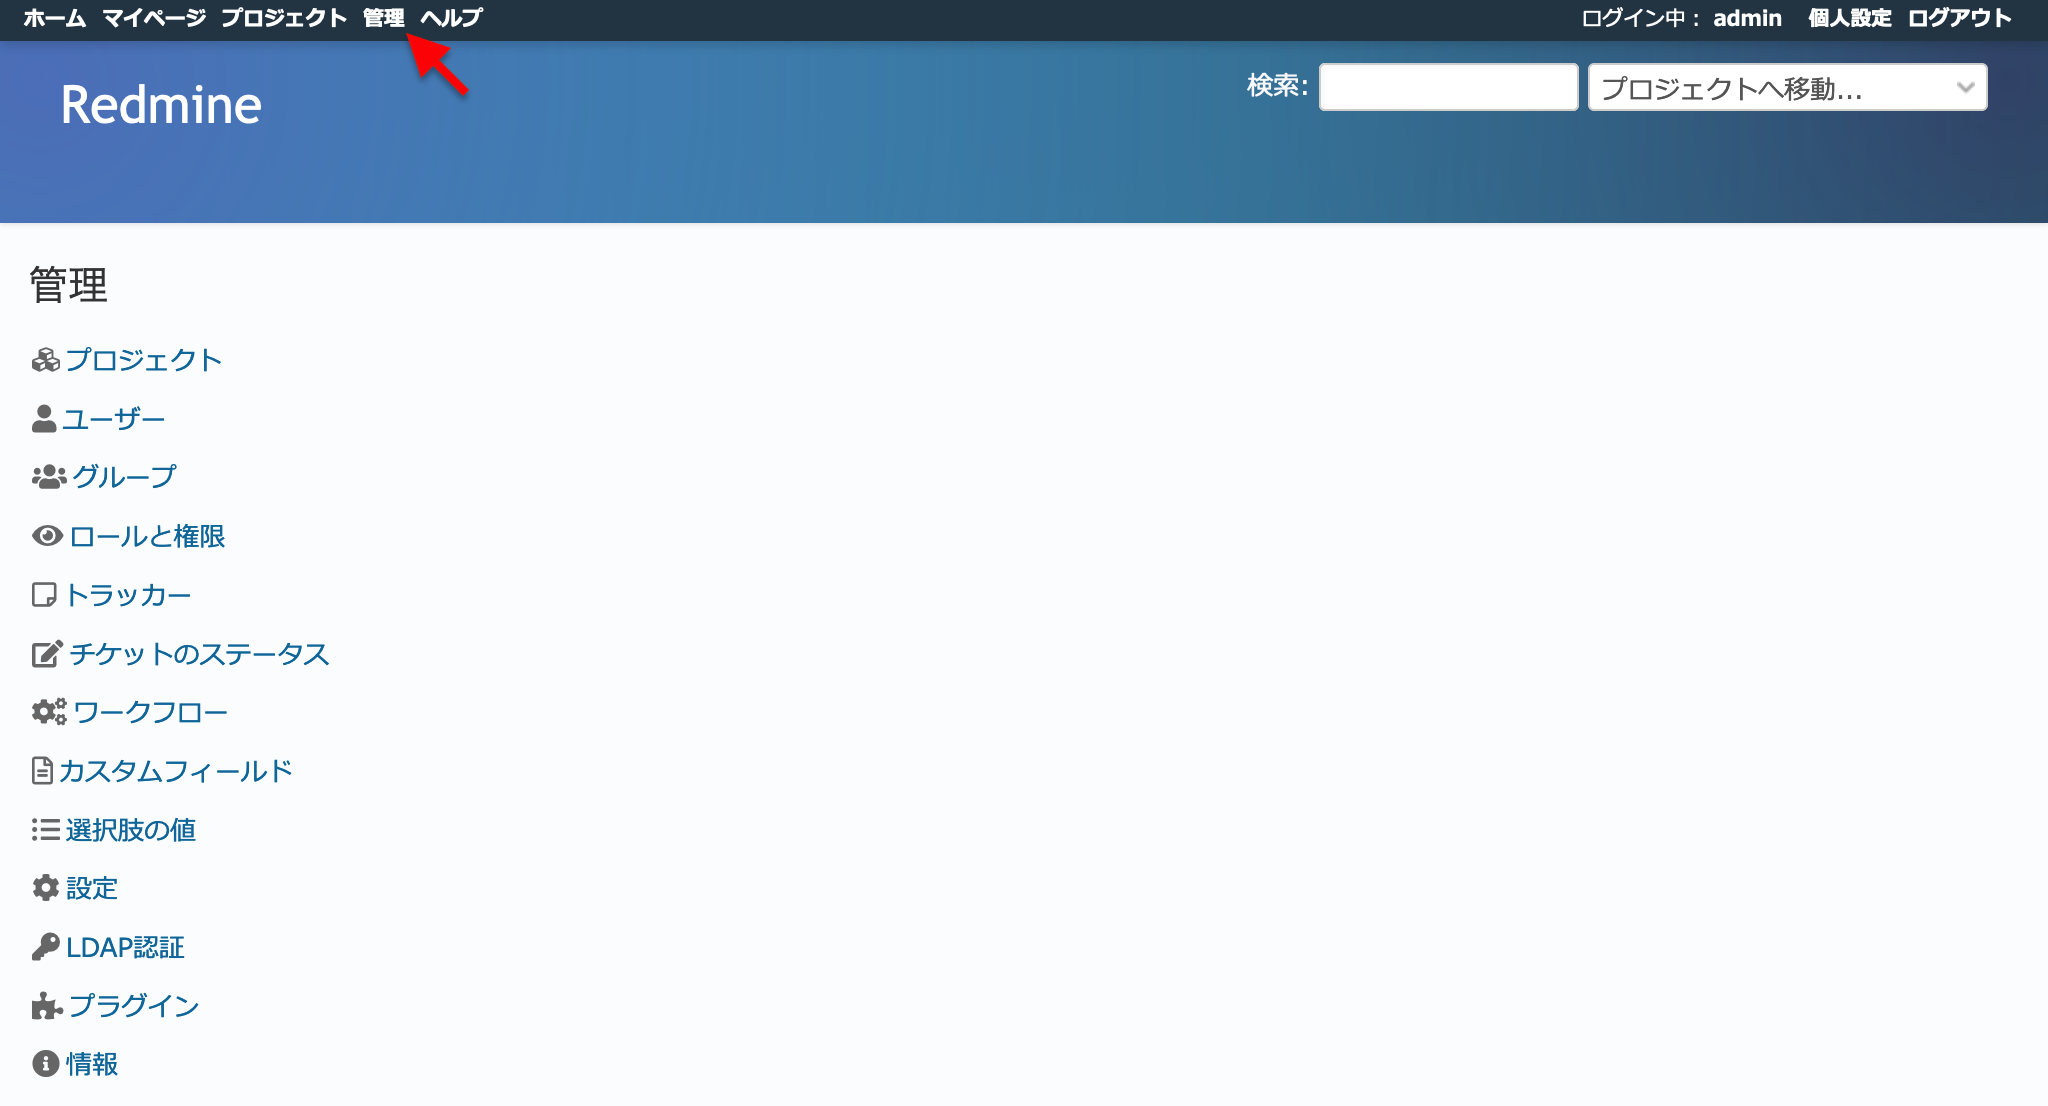 ホーム マイページ プロジェクト 管理 ヘルプ ログイン中： admin 個人設定 ログアウト
Redmine 検索: プロジェクトへ移動...
管理
プロジェクト
ユーザー
グループ
ロールと権限
トラッカー
チケットのステータス
ワークフロー
カスタムフィールド
選択肢の値
設定
LDAP認証
プラグイン
情報